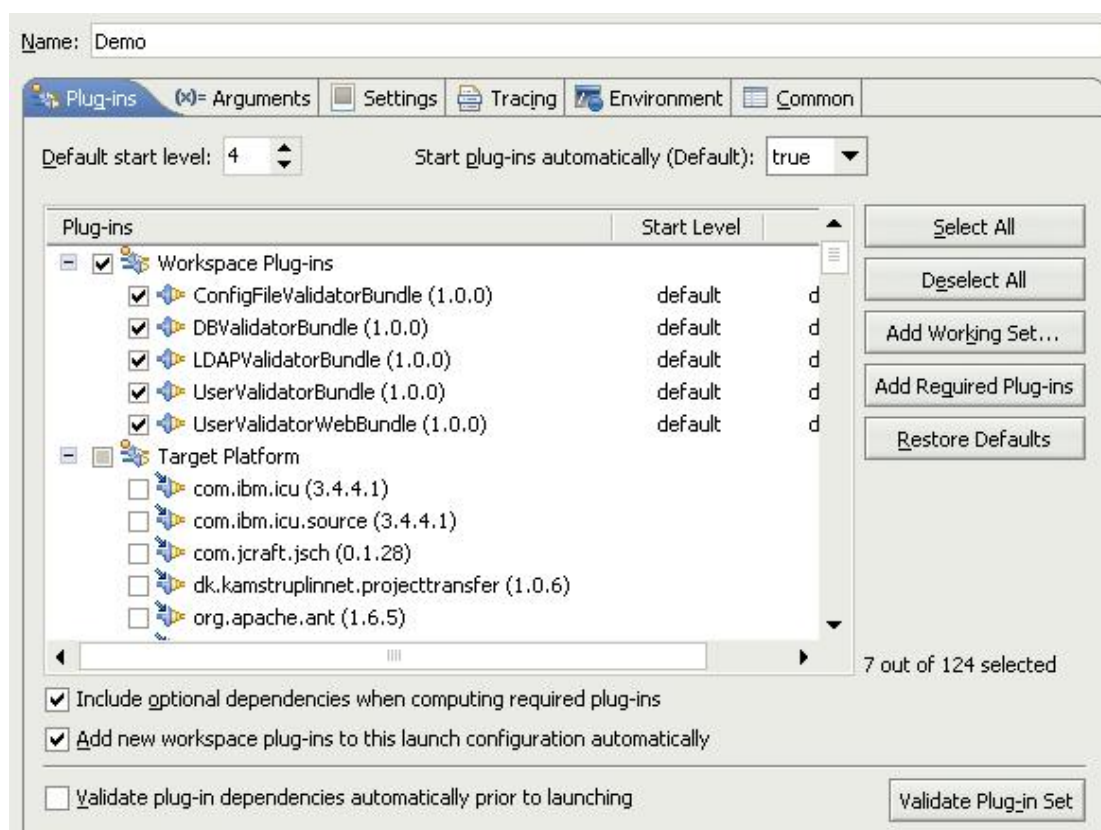 Name: Demo
Plug-ins (x)= Arguments Settings Tracing Environment Common
Default start level: 4 Start plug-ins automatically (Default): true
Plug-ins Start Level
Workspace Plug-ins
ConfigFileValidatorBundle (1.0.0) default d
DBValidatorBundle (1.0.0) default d
LDAPValidatorBundle (1.0.0) default d
UserValidatorBundle (1.0.0) default d
UserValidatorWebBundle (1.0.0) default d
Target Platform
com.ibm.icu (3.4.4.1)
com.ibm.icu.source (3.4.4.1)
com.jcraft.jsch (0.1.28)
dk.kamstruplinnet.projecttransfer (1.0.6)
org.apache.ant (1.6.5)
Select All
Deselect All
Add Working Set...
Add Required Plug-ins
Restore Defaults
7 out of 124 selected
Include optional dependencies when computing required plug-ins
Add new workspace plug-ins to this launch configuration automatically
Validate plug-in dependencies automatically prior to launching
Validate Plug-in Set